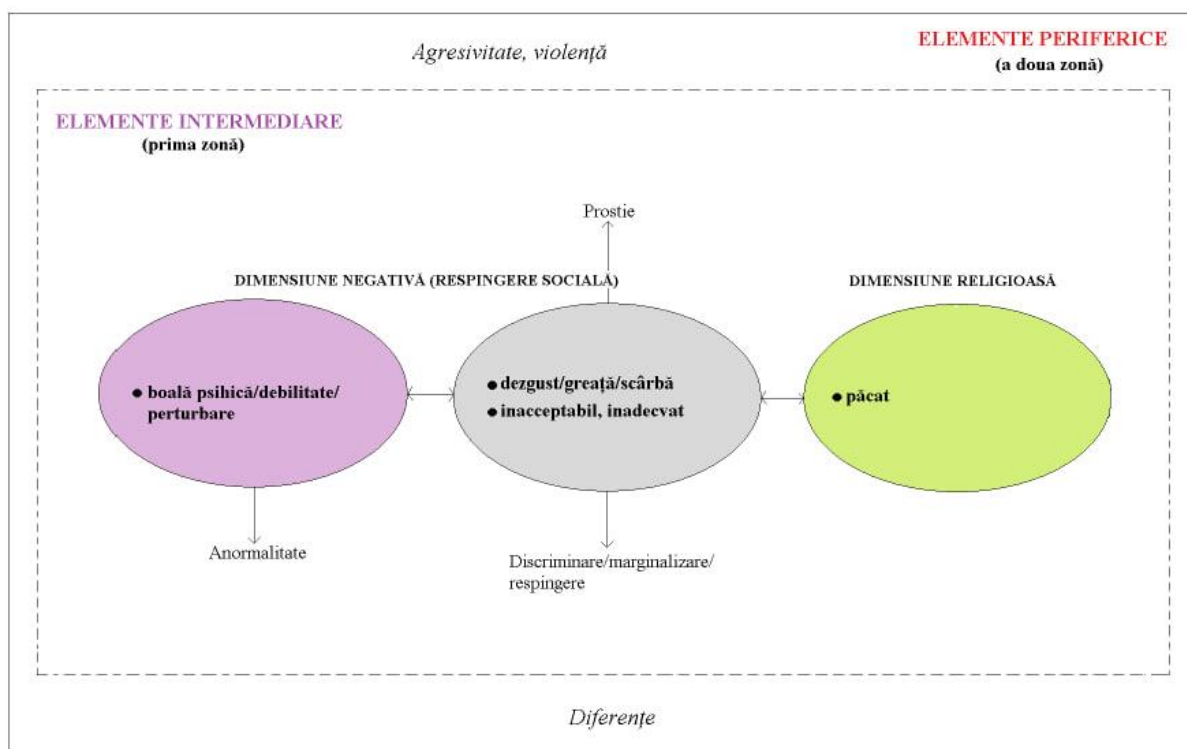 Agresivitate, violență
ELEMENTE PERIFERICE
(a doua zonă)
ELEMENTE INTERMEDIARE
(prima zonă)
Prostie
DIMENSIUNE NEGATIVĂ (RESPINGERE SOCIALĂ)
DIMENSIUNE RELIGIOASĂ
● boală psihică/debilitate/
perturbare
● dezgust/greață/scârbă
● inacceptabil, inadecvat
● păcat
Anormalitate
Discriminare/marginalizare/
respingere
Diferențe